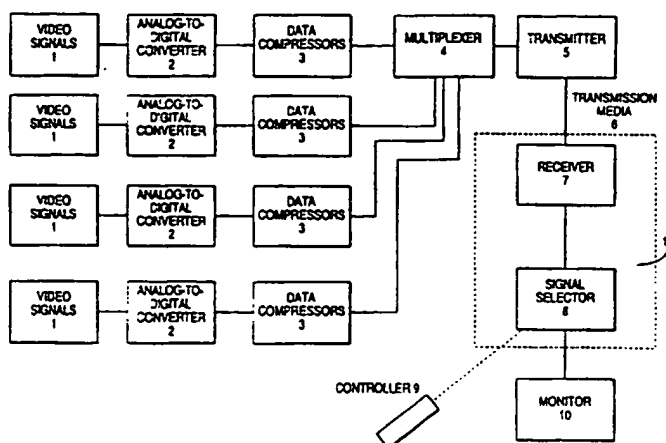 VIDEO
SIGNALS
1
ANALOG-TO-
DIGITAL
CONVERTER
2
DATA
COMPRESSORS
3
MULTIPLEXER
4
TRANSMITTER
5
VIDEO
SIGNALS
1
ANALOG-TO-
DIGITAL
CONVERTER
2
DATA
COMPRESSORS
3
TRANSMISSION
MEDIA
6
RECEIVER
7
VIDEO
SIGNALS
1
ANALOG-TO-
DIGITAL
CONVERTER
2
DATA
COMPRESSORS
3
VIDEO
SIGNALS
1
ANALOG-TO-
DIGITAL
CONVERTER
2
DATA
COMPRESSORS
3
SIGNAL
SELECTOR
8
CONTROLLER 9
MONITOR
10